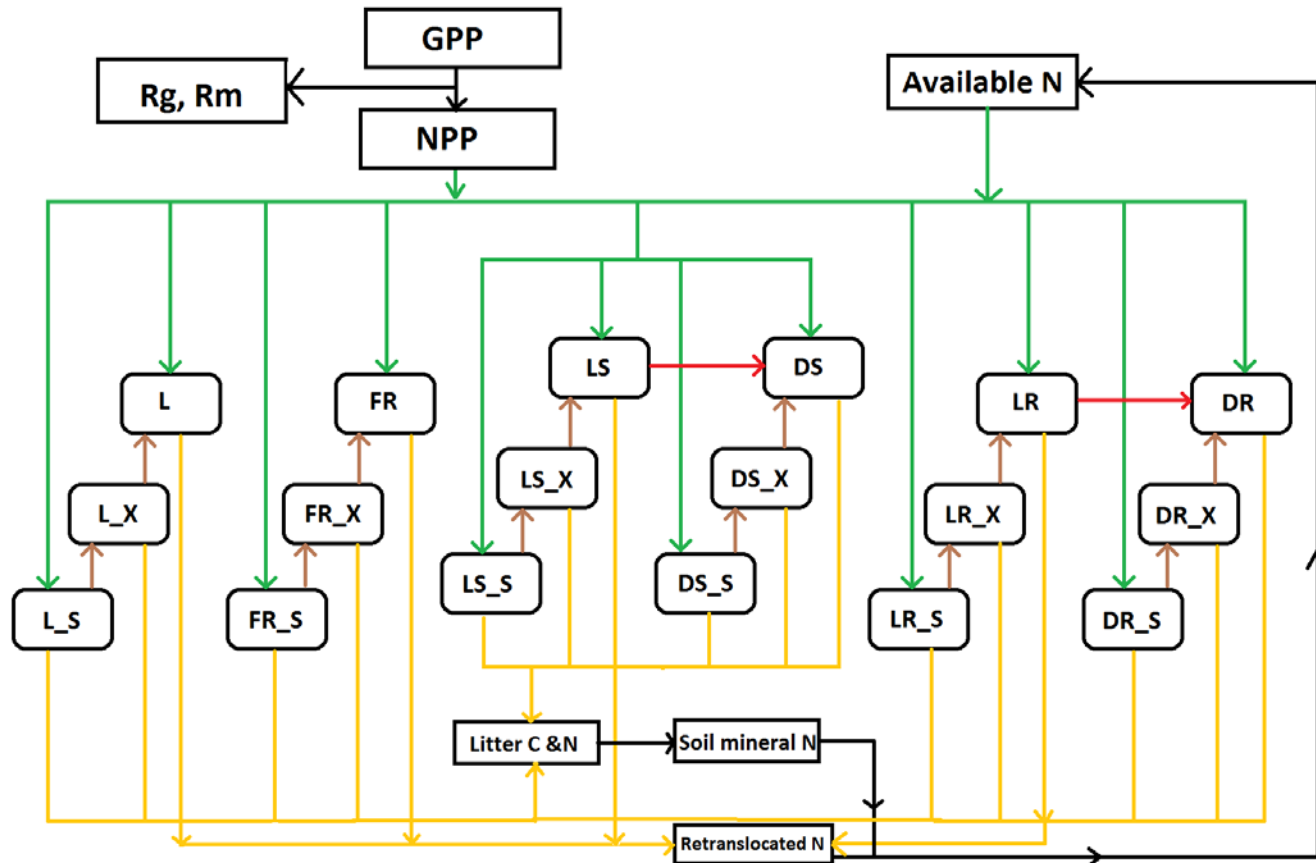 GPP
Rg, Rm
Available N
NPP
LS
DS
L
FR
LR
DR
LS_X
DS_X
L_X
FR_X
LR_X
DR_X
LS_S
DS_S
L_S
FR_S
LR_S
DR_S
Litter C &N
Soil mineral N
Retranslocated N